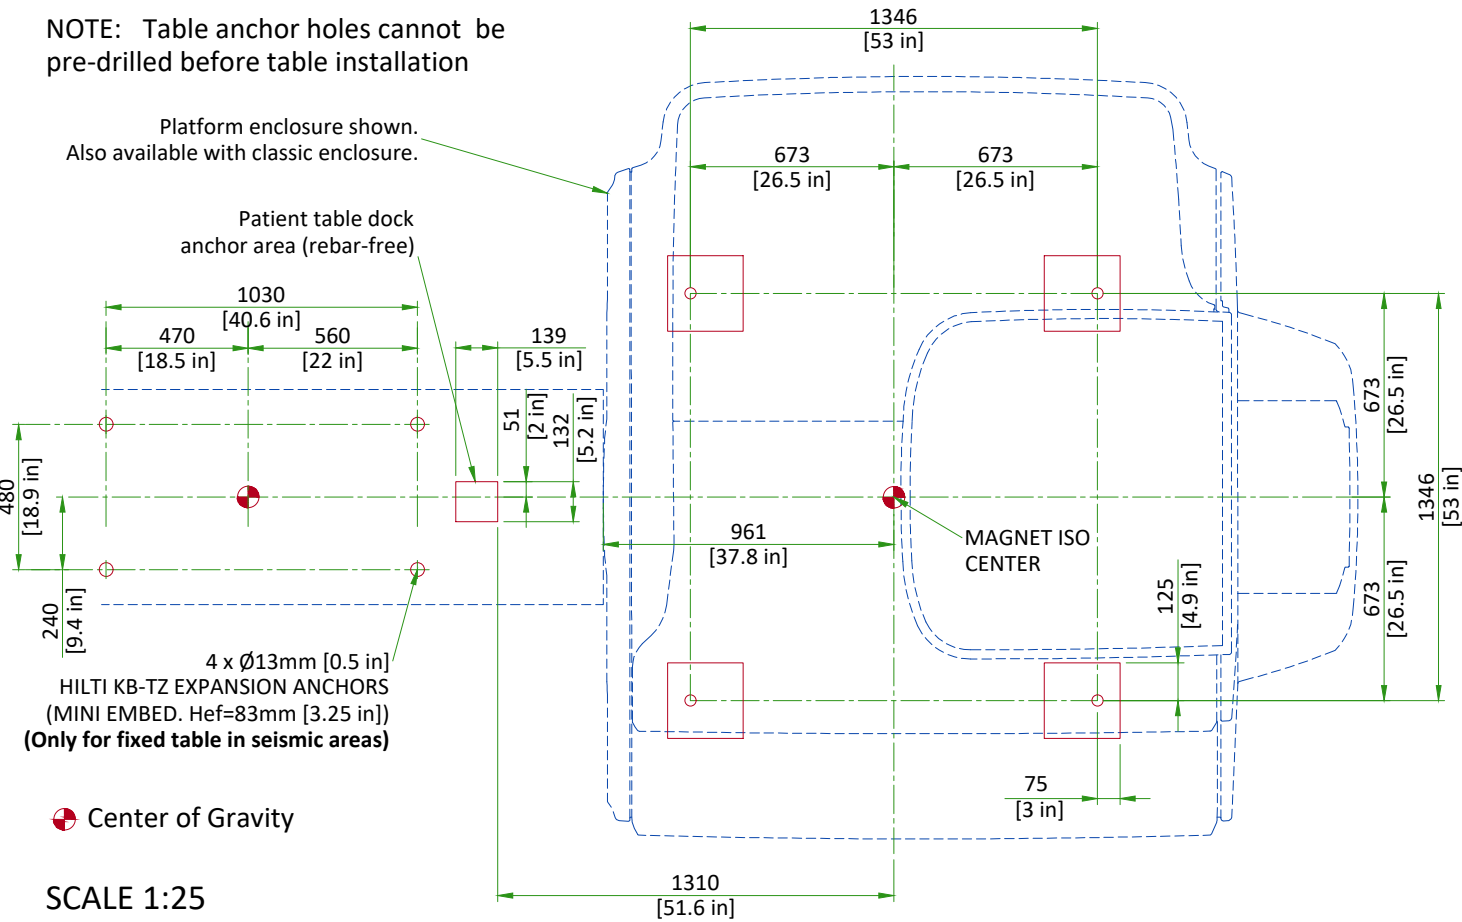 NOTE: Table anchor holes cannot be
pre-drilled before table installation
1346
[53 in]
Platform enclosure shown.
Also available with classic enclosure.
673
[26.5 in]
673
[26.5 in]
Patient table dock
anchor area (rebar-free)
1030
[40.6 in]
470
[18.5 in]
560
[22 in]
139
[5.5 in]
51
[2 in]
132
[5.2 in]
673
[26.5 in]
480
[18.9 in]
1346
[53 in]
961
[37.8 in]
MAGNET ISO
CENTER
240
[9.4 in]
125
[4.9 in]
673
[26.5 in]
4 x Ø13mm [0.5 in]
HILTI KB-TZ EXPANSION ANCHORS
(MINI EMBED. Hef=83mm [3.25 in])
(Only for fixed table in seismic areas)
75
[3 in]
Center of Gravity
1310
[51.6 in]
SCALE 1:25